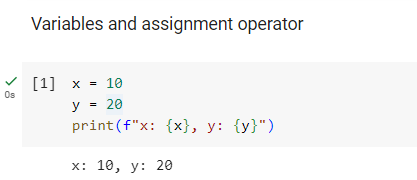 Variables and assignment operator
[1] x = 10
0s
y = 20
print(f"x: {x}, y: {y}")
x: 10, y: 20